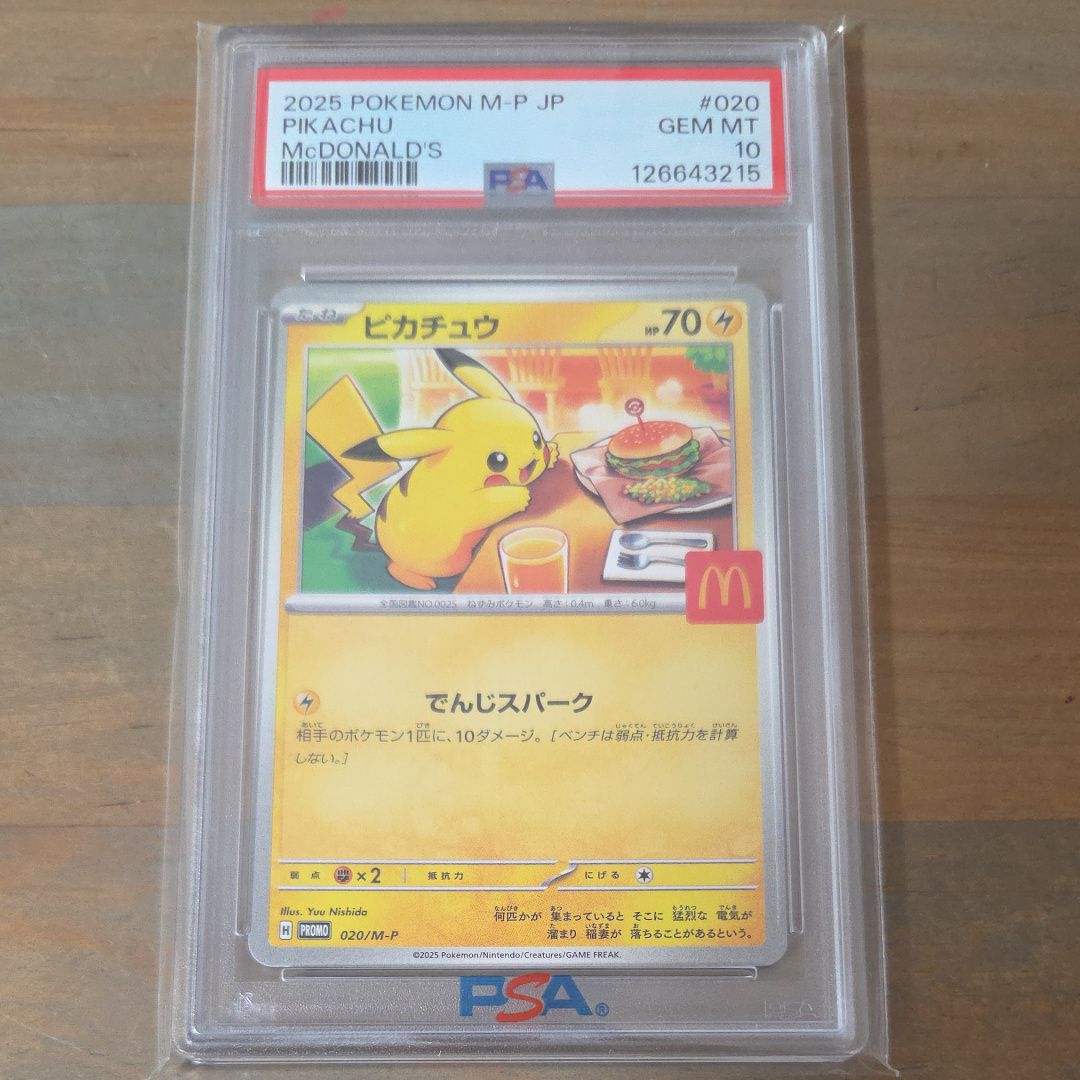 2025 POKEMON M-P JP #020
PIKACHU GEM MT
McDONALD'S 10
PSA 126643215
たね ピカチュウ HP70
全国図鑑NO.0025 ねずみポケモン 高さ:0.4m 重さ:6.0kg
でんじスパーク
相手のポケモン1匹に、10ダメージ。[ベンチは弱点・抵抗力を計算
しない。]
弱点 ×2 抵抗力 にげる
Illus. Yuu Nishida
何匹かが 集まっていると そこに 猛烈な 電気が
溜まり 稲妻が 落ちることがあるという。
H PROMO 020/M-P
©2025 Pokémon/Nintendo/Creatures/GAME FREAK.
PSA®